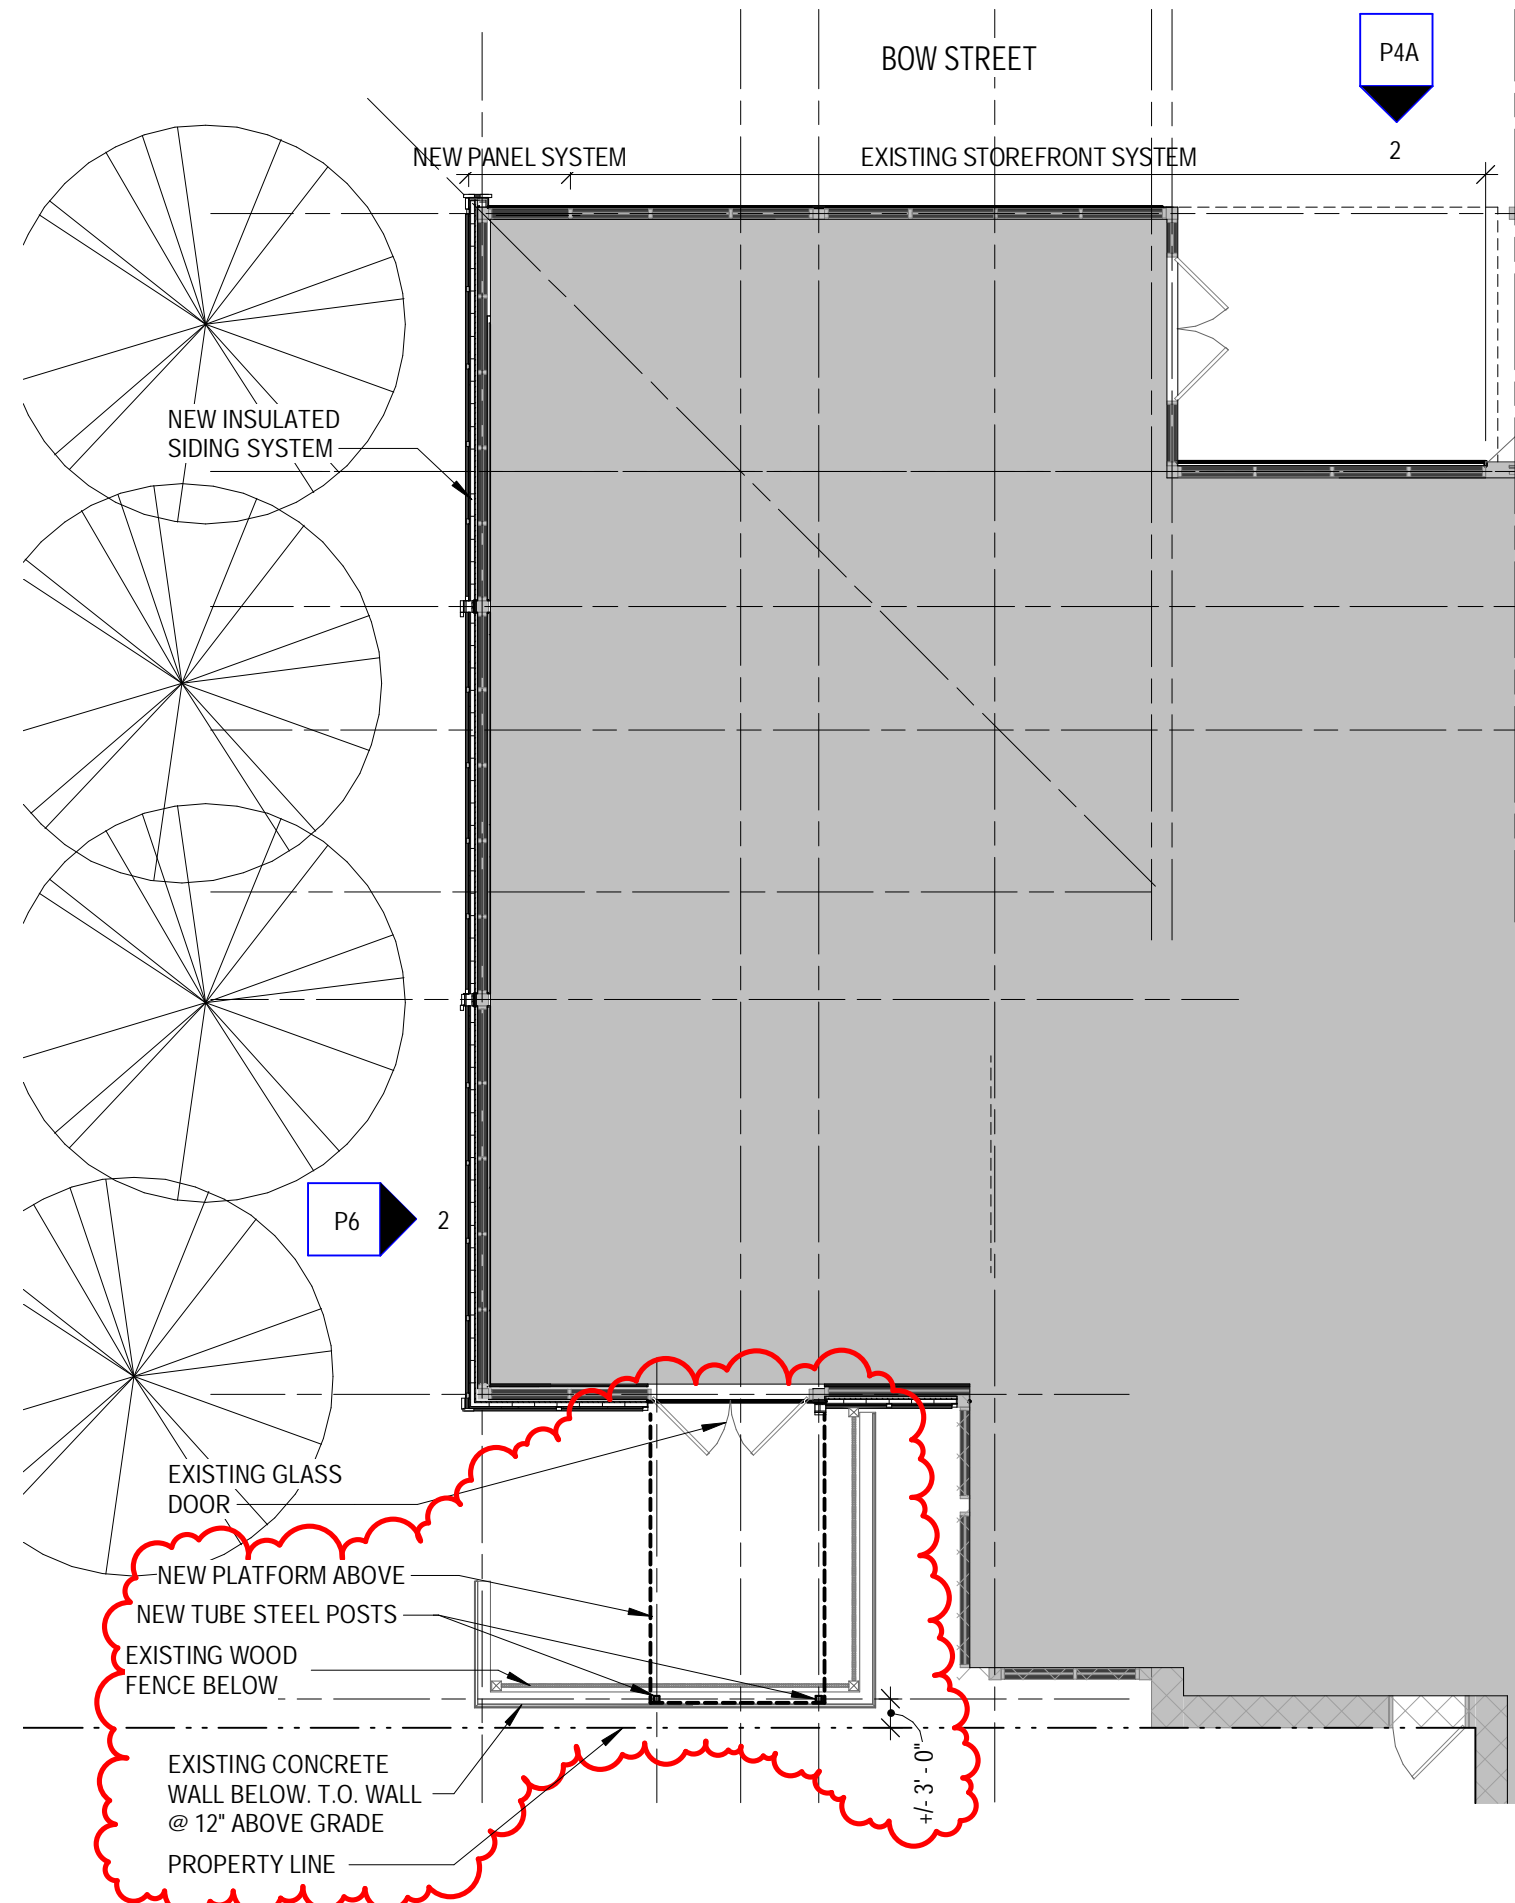 BOW STREET
P4A
2
NEW PANEL SYSTEM
EXISTING STOREFRONT SYSTEM
NEW INSULATED
SIDING SYSTEM
P6
2
EXISTING GLASS
DOOR
NEW PLATFORM ABOVE
NEW TUBE STEEL POSTS
EXISTING WOOD
FENCE BELOW
EXISTING CONCRETE
WALL BELOW. T.O. WALL
@ 12" ABOVE GRADE
+/- 3' - 0"
PROPERTY LINE